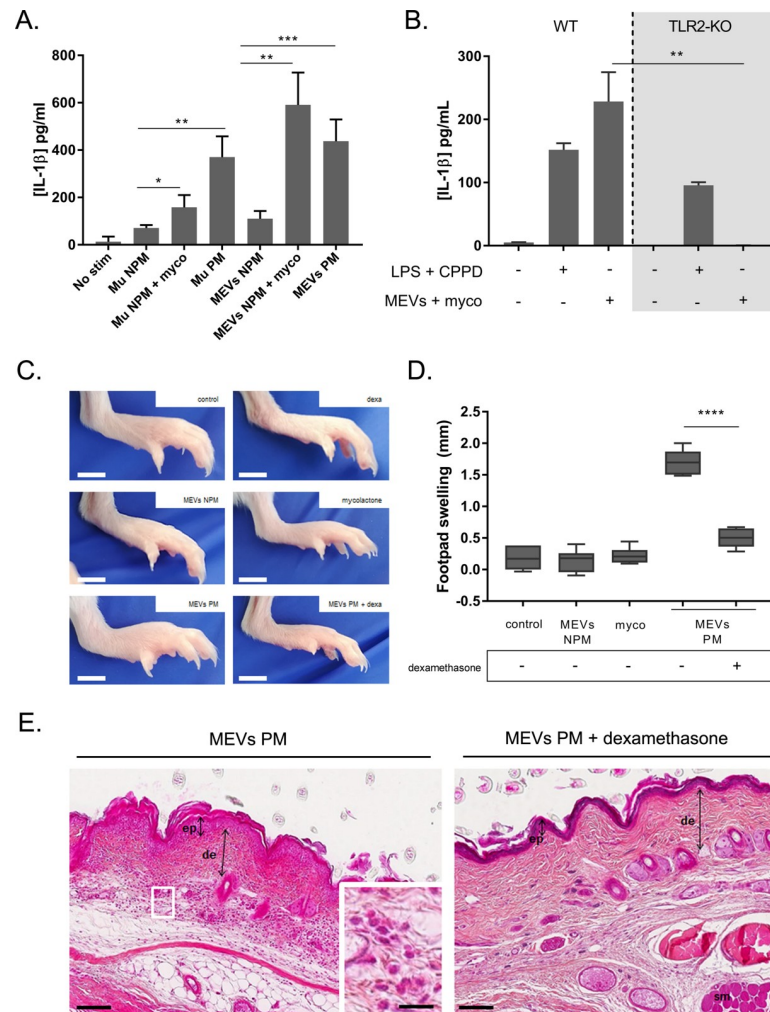 A.
[IL-1β] pg/ml
800
600
400
200
0
***
**
**
*
No stim
Mu NPM
Mu NPM + myco
Mu PM
MEVs NPM
MEVs NPM + myco
MEVs PM
B.
WT
TLR2-KO
[IL-1β] pg/mL
300
200
100
0
**
LPS + CPPD - + - - + -
MEVs + myco - - + - - +
C.
control
dexa
MEVs NPM
mycolactone
MEVs PM
MEVs PM + dexa
D.
Footpad swelling (mm)
2.5
2.0
1.5
1.0
0.5
0.0
-0.5
****
control
MEVs
NPM
myco
MEVs
PM
dexamethasone - - - - +
E.
MEVs PM
MEVs PM + dexamethasone
ep
de
ep
de
sm